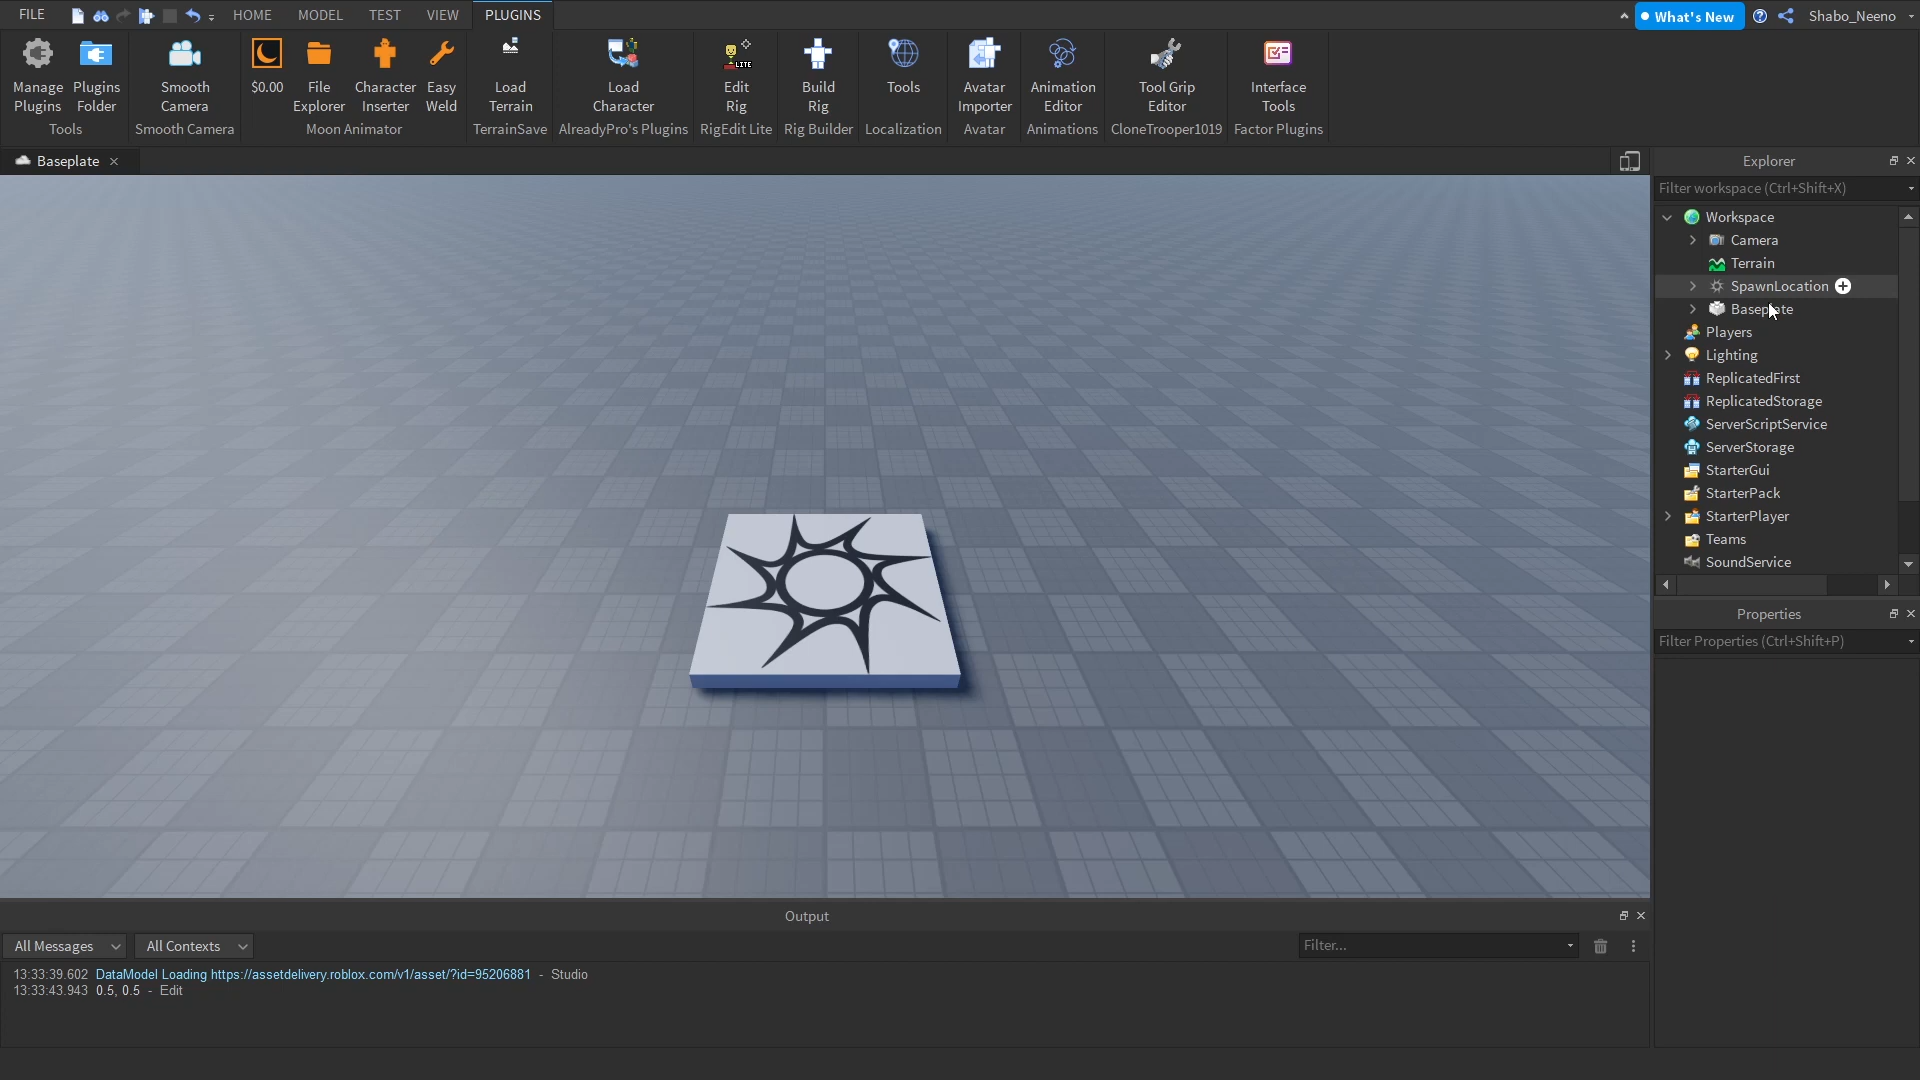 FILE HOME MODEL TEST VIEW PLUGINS What's New Shabo_Neeno
Manage Plugins Smooth $0.00 File Character Easy Load Load Edit Build Tools Avatar Animation Tool Grip Interface
Plugins Folder Camera Explorer Inserter Weld Terrain Character Rig Rig Importer Editor Editor Tools
LITE
Tools Smooth Camera Moon Animator TerrainSave AlreadyPro's Plugins RigEdit Lite Rig Builder Localization Avatar Animations CloneTrooper1019 Factor Plugins
Baseplate
Explorer
Filter workspace (Ctrl+Shift+X)
Workspace
Camera
Terrain
SpawnLocation
Baseplate
Players
Lighting
ReplicatedFirst
ReplicatedStorage
ServerScriptService
ServerStorage
StarterGui
StarterPack
StarterPlayer
Teams
SoundService
Properties
Filter Properties (Ctrl+Shift+P)
Output
All Messages All Contexts Filter...
13:33:39.602 DataModel Loading https://assetdelivery.roblox.com/v1/asset/?id=95206881 - Studio
13:33:43.943 0.5, 0.5 - Edit